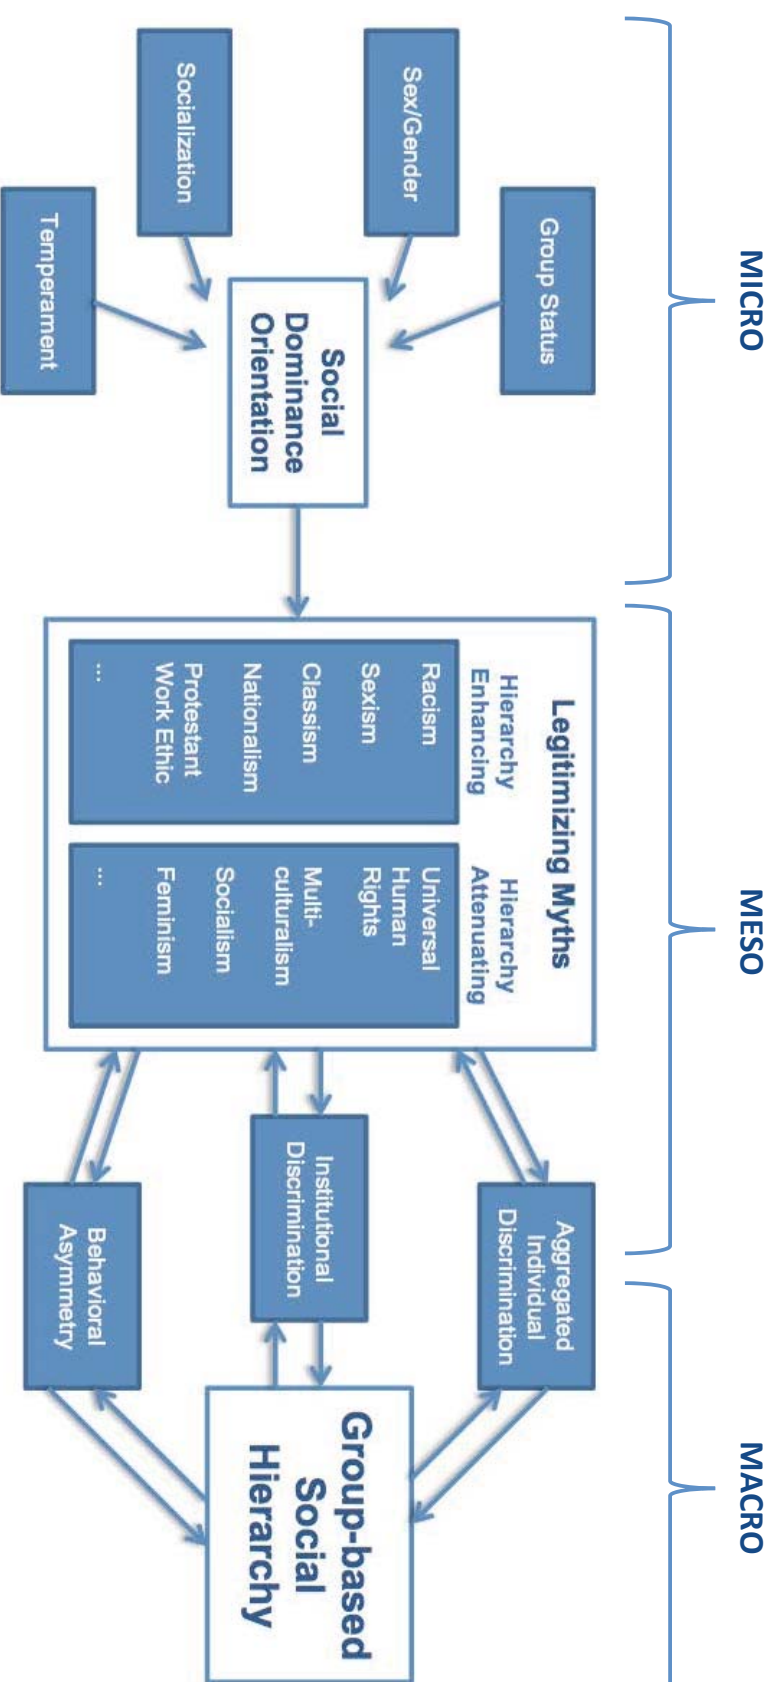 MICRO
MESO
MACRO
Group Status
Sex/Gender
Socialization
Temperament
Social
Dominance
Orientation
Legitimizing Myths
Hierarchy
Enhancing
Racism
Sexism
Classism
Nationalism
Protestant
Work Ethic
...
Hierarchy
Attenuating
Universal
Human
Rights
Multi-
culturalism
Socialism
Feminism
...
Aggregated
Individual
Discrimination
Institutional
Discrimination
Behavioral
Asymmetry
Group-based
Social
Hierarchy